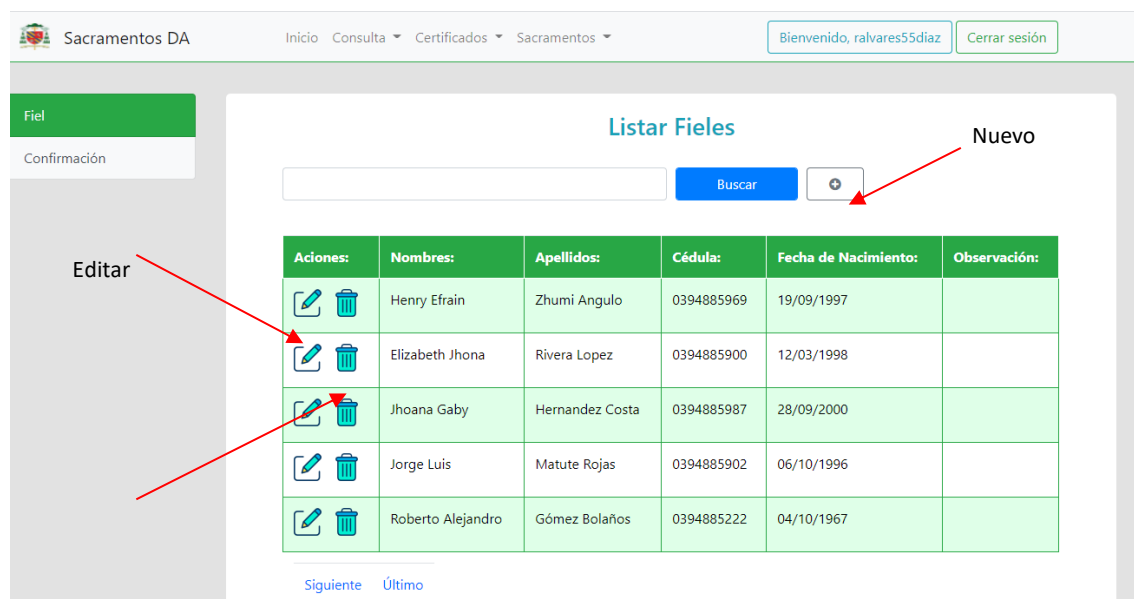 Sacramentos DA Inicio Consulta Certificados Sacramentos Bienvenido, ralvares55diaz Cerrar sesión
Fiel
Confirmación
Listar Fieles
Nuevo
Buscar
Editar
Aciones: Nombres: Apellidos: Cédula: Fecha de Nacimiento: Observación:
Henry Efrain Zhumi Angulo 0394885969 19/09/1997
Elizabeth Jhona Rivera Lopez 0394885900 12/03/1998
Jhoana Gaby Hernandez Costa 0394885987 28/09/2000
Jorge Luis Matute Rojas 0394885902 06/10/1996
Roberto Alejandro Gómez Bolaños 0394885222 04/10/1967
Siguiente Último